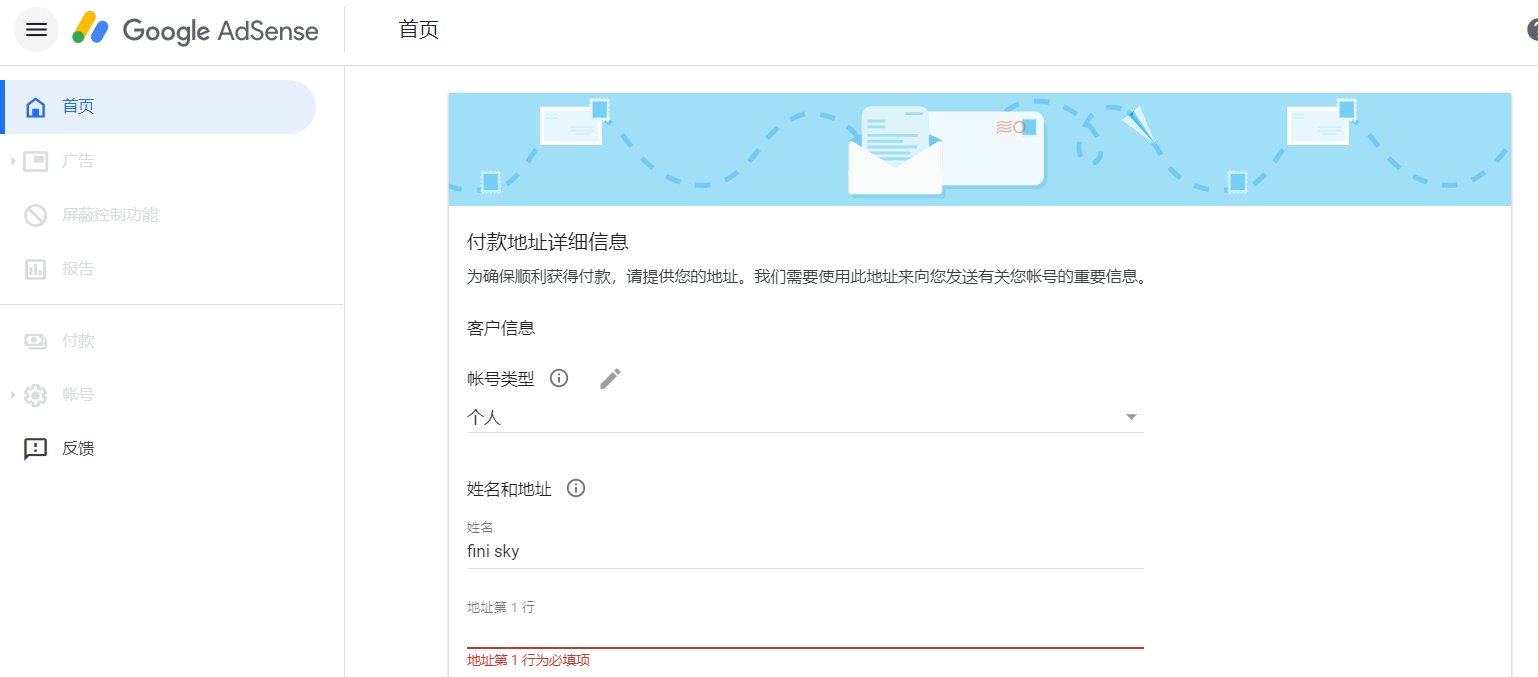 Google AdSense
首页
首页
广告
屏蔽控制功能
报告
付款
帐号
反馈
付款地址详细信息
为确保顺利获得付款，请提供您的地址。我们需要使用此地址来向您发送有关您帐号的重要信息。
客户信息
帐号类型
个人
姓名和地址
姓名
fini sky
地址第 1 行
地址第 1 行为必填项